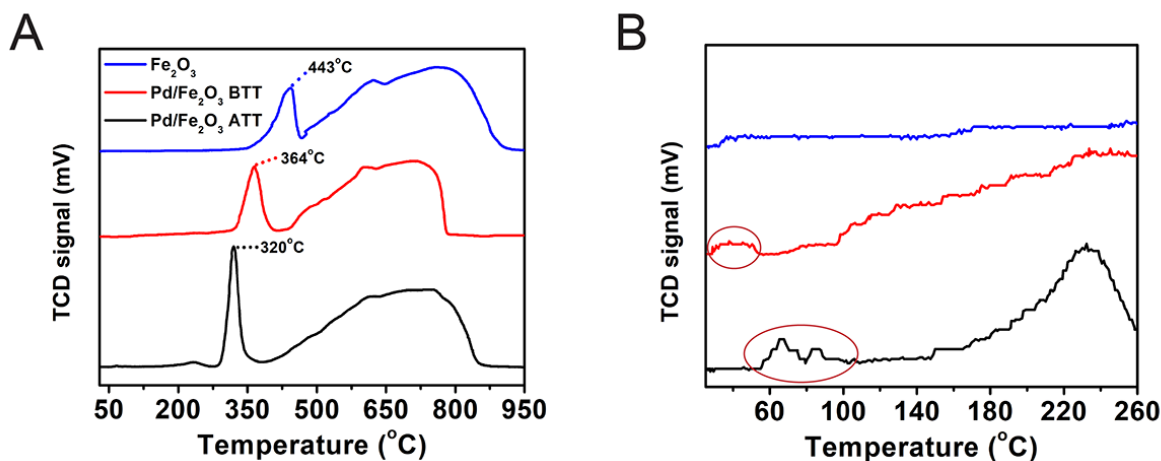 A
Fe₂O₃
Pd/Fe₂O₃ BTT
Pd/Fe₂O₃ ATT
443°C
364°C
320°C
TCD signal (mV)
50 200 350 500 650 800 950
Temperature (°C)
B
TCD signal (mV)
60 100 140 180 220 260
Temperature (°C)